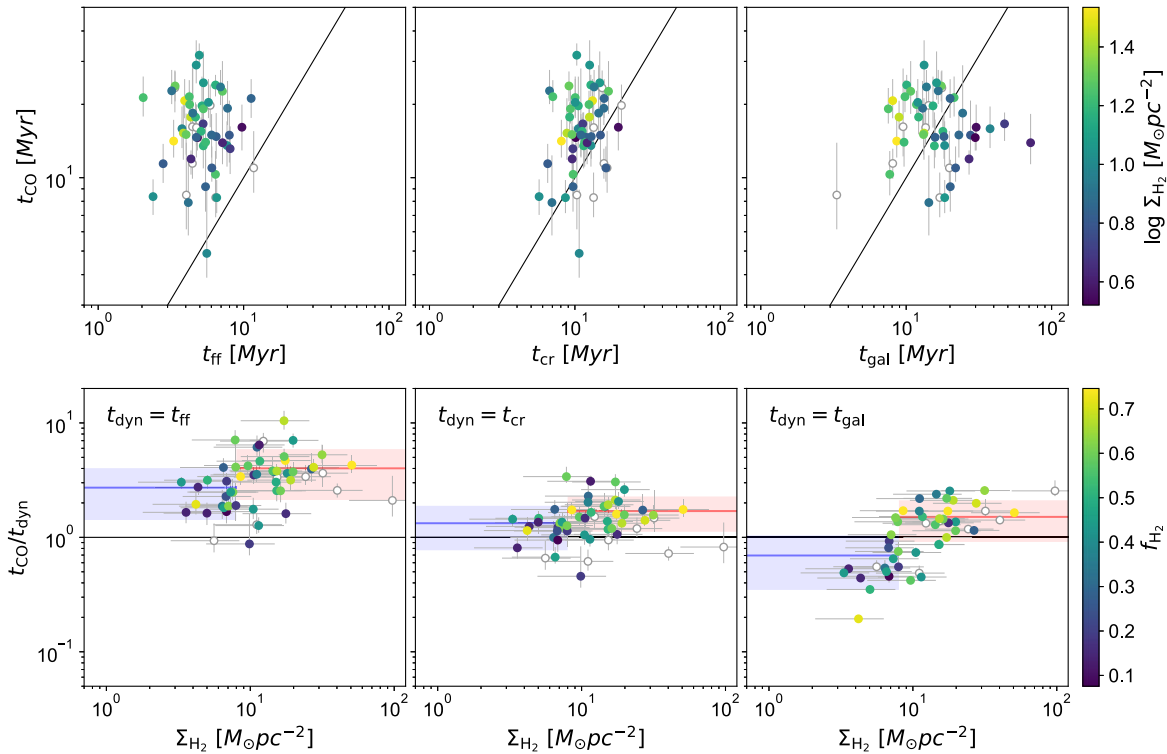 t_CO [Myr]
10^1
10^0 10^1 10^2
t_ff [Myr]
10^0 10^1 10^2
t_cr [Myr]
10^0 10^1 10^2
t_gal [Myr]
1.4
1.2
1.0
0.8
0.6
log Σ_H₂ [M_⊙pc^−2]
t_CO/t_dyn
10^1
10^0
10^−1
t_dyn = t_ff
t_dyn = t_cr
t_dyn = t_gal
10^0 10^1 10^2
Σ_H₂ [M_⊙pc^−2]
10^0 10^1 10^2
Σ_H₂ [M_⊙pc^−2]
10^0 10^1 10^2
Σ_H₂ [M_⊙pc^−2]
0.7
0.6
0.5
0.4
0.3
0.2
0.1
f_H₂